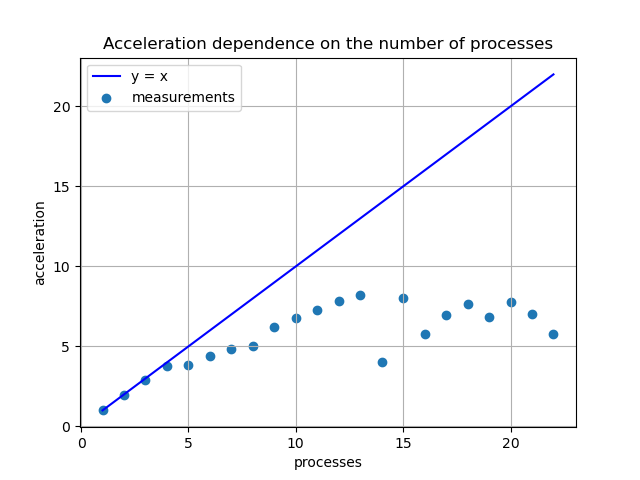 Acceleration dependence on the number of processes
y = x
measurements
20
15
10
5
0
acceleration
0 5 10 15 20
processes